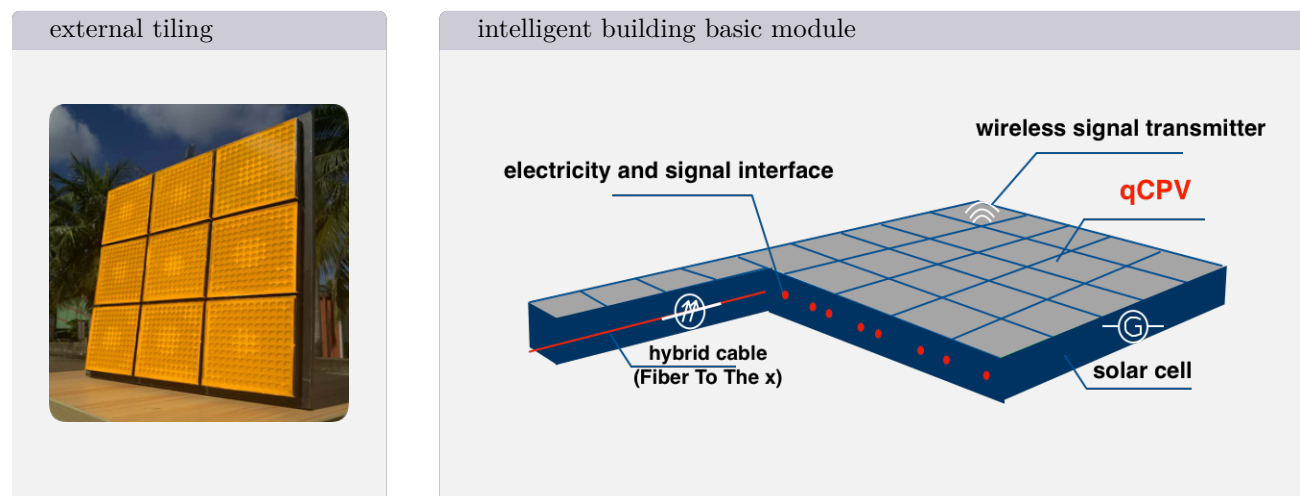 external tiling
intelligent building basic module
wireless signal transmitter
electricity and signal interface
qCPV
hybrid cable
(Fiber To The x)
G
solar cell